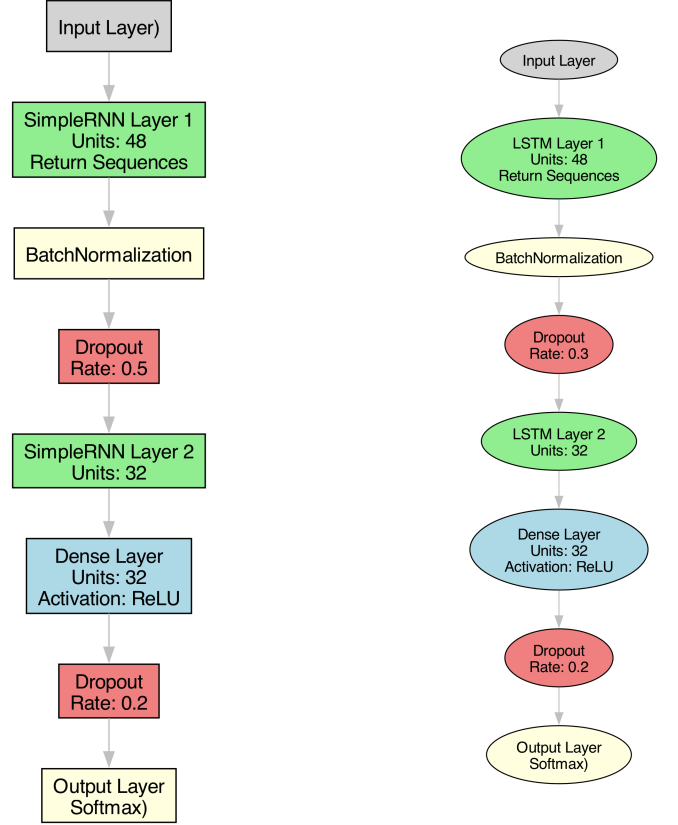 Input Layer)
SimpleRNN Layer 1
Units: 48
Return Sequences
BatchNormalization
Dropout
Rate: 0.5
SimpleRNN Layer 2
Units: 32
Dense Layer
Units: 32
Activation: ReLU
Dropout
Rate: 0.2
Output Layer
Softmax)
Input Layer
LSTM Layer 1
Units: 48
Return Sequences
BatchNormalization
Dropout
Rate: 0.3
LSTM Layer 2
Units: 32
Dense Layer
Units: 32
Activation: ReLU
Dropout
Rate: 0.2
Output Layer
Softmax)